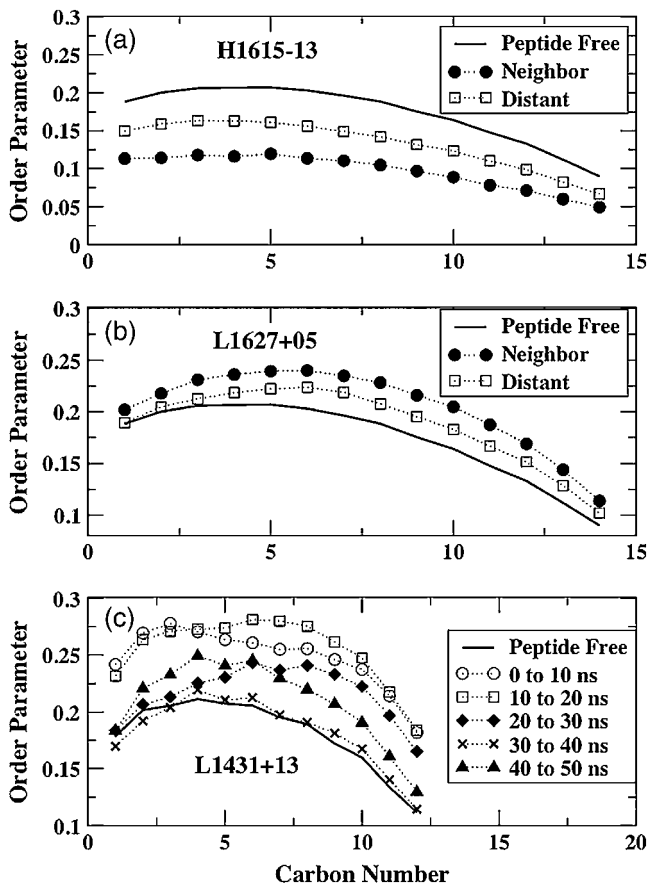 (a)
H1615-13
Peptide Free
Neighbor
Distant
Order Parameter
0.3
0.25
0.2
0.15
0.1
0.05
0
0 5 10 15
(b)
L1627+05
Peptide Free
Neighbor
Distant
Order Parameter
0.3
0.25
0.2
0.15
0.1
0 5 10 15
(c)
L1431+13
Peptide Free
0 to 10 ns
10 to 20 ns
20 to 30 ns
30 to 40 ns
40 to 50 ns
Order Parameter
0.3
0.25
0.2
0.15
0.1
0 5 10 15 20
Carbon Number